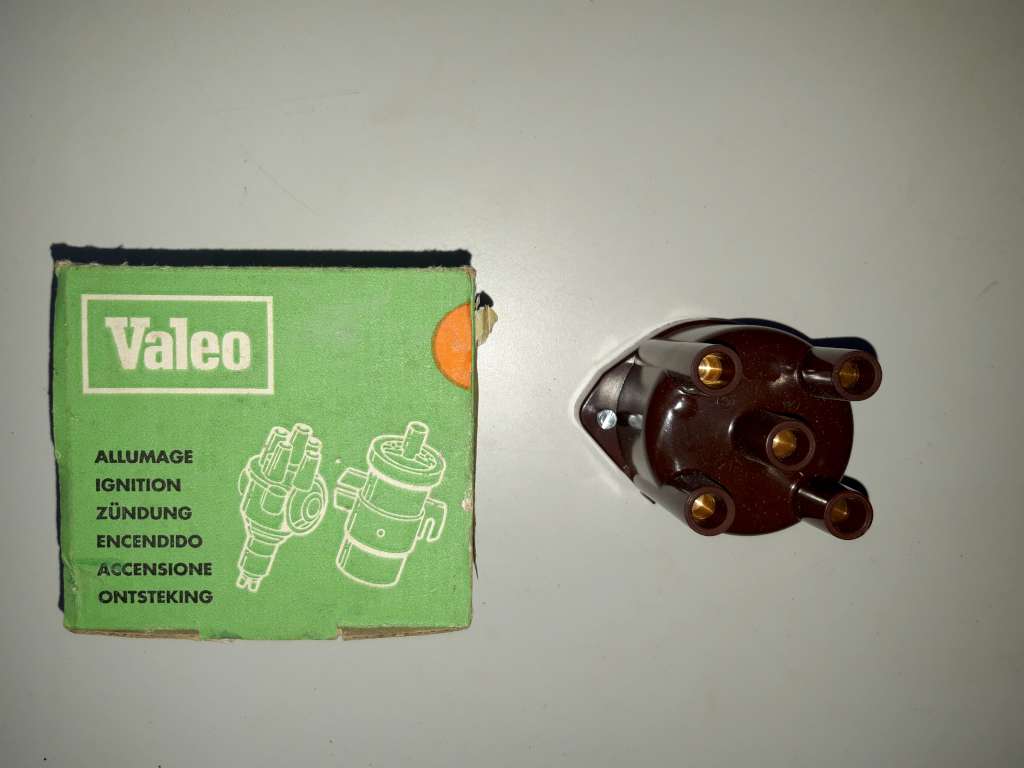 Valeo
ALLUMAGE
IGNITION
ZÜNDUNG
ENCENDIDO
ACCENSIONE
ONTSTEKING